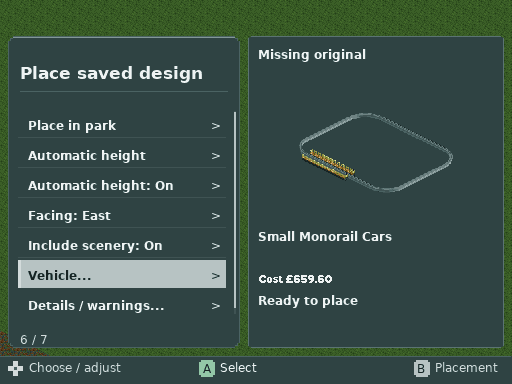 Place saved design
Place in park >
Automatic height >
Automatic height: On >
Facing: East >
Include scenery: On >
Vehicle... >
Details / warnings... >
6 / 7
Missing original
Small Monorail Cars
Cost £659.60
Ready to place
Choose / adjust
A Select
B Placement